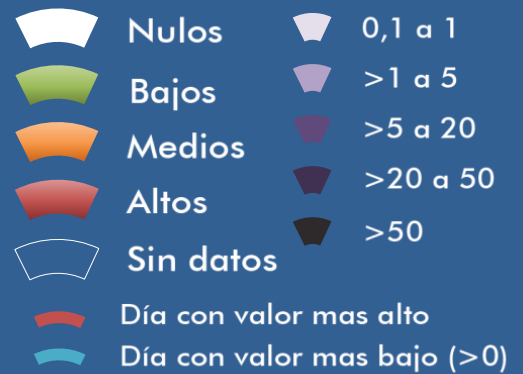 Nulos
Bajos
Medios
Altos
Sin datos
0,1 a 1
>1 a 5
>5 a 20
>20 a 50
>50
Día con valor mas alto
Día con valor mas bajo (>0)